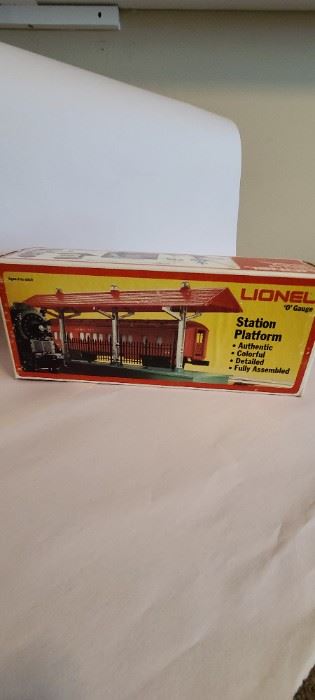 LIONEL
'O' Gauge
Station
Platform
• Authentic
• Colorful
• Detailed
• Fully Assembled